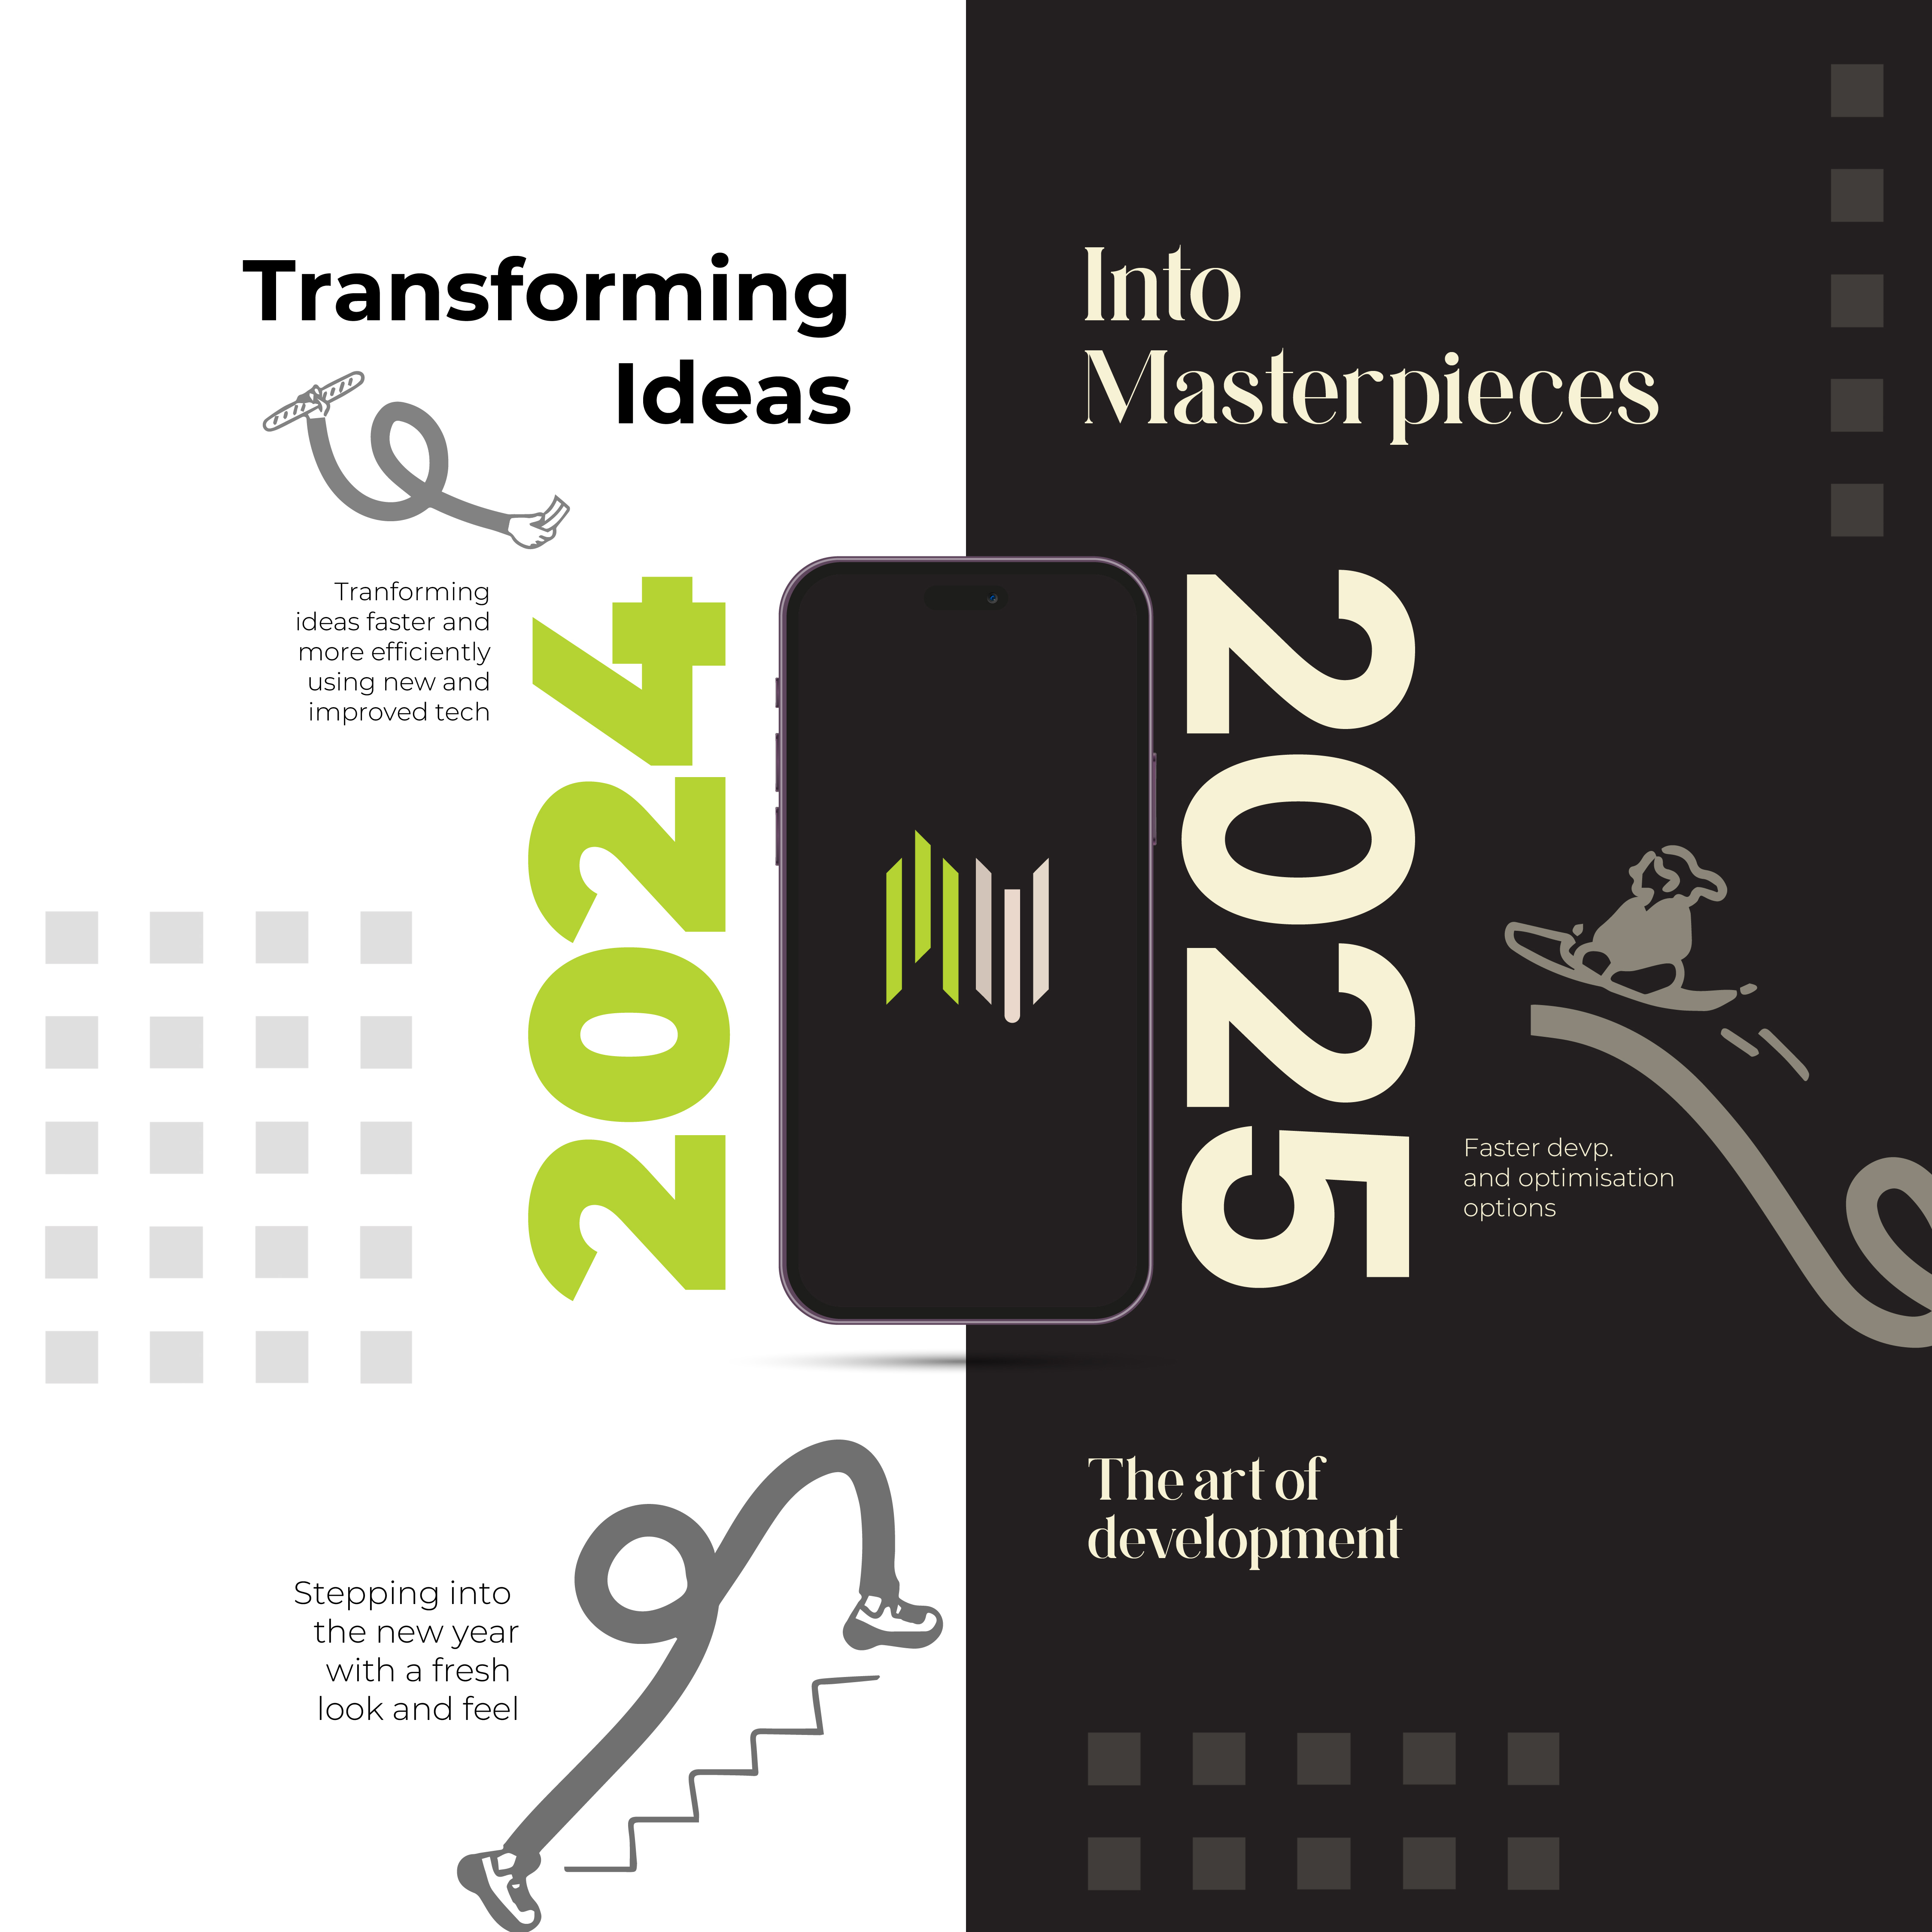 Transforming
Ideas
Into
Masterpieces
Tranforming
ideas faster and
more efficiently
using new and
improved tech
2024
2025
Faster devp.
and optimisation
options
The art of
development
Stepping into
the new year
with a fresh
look and feel